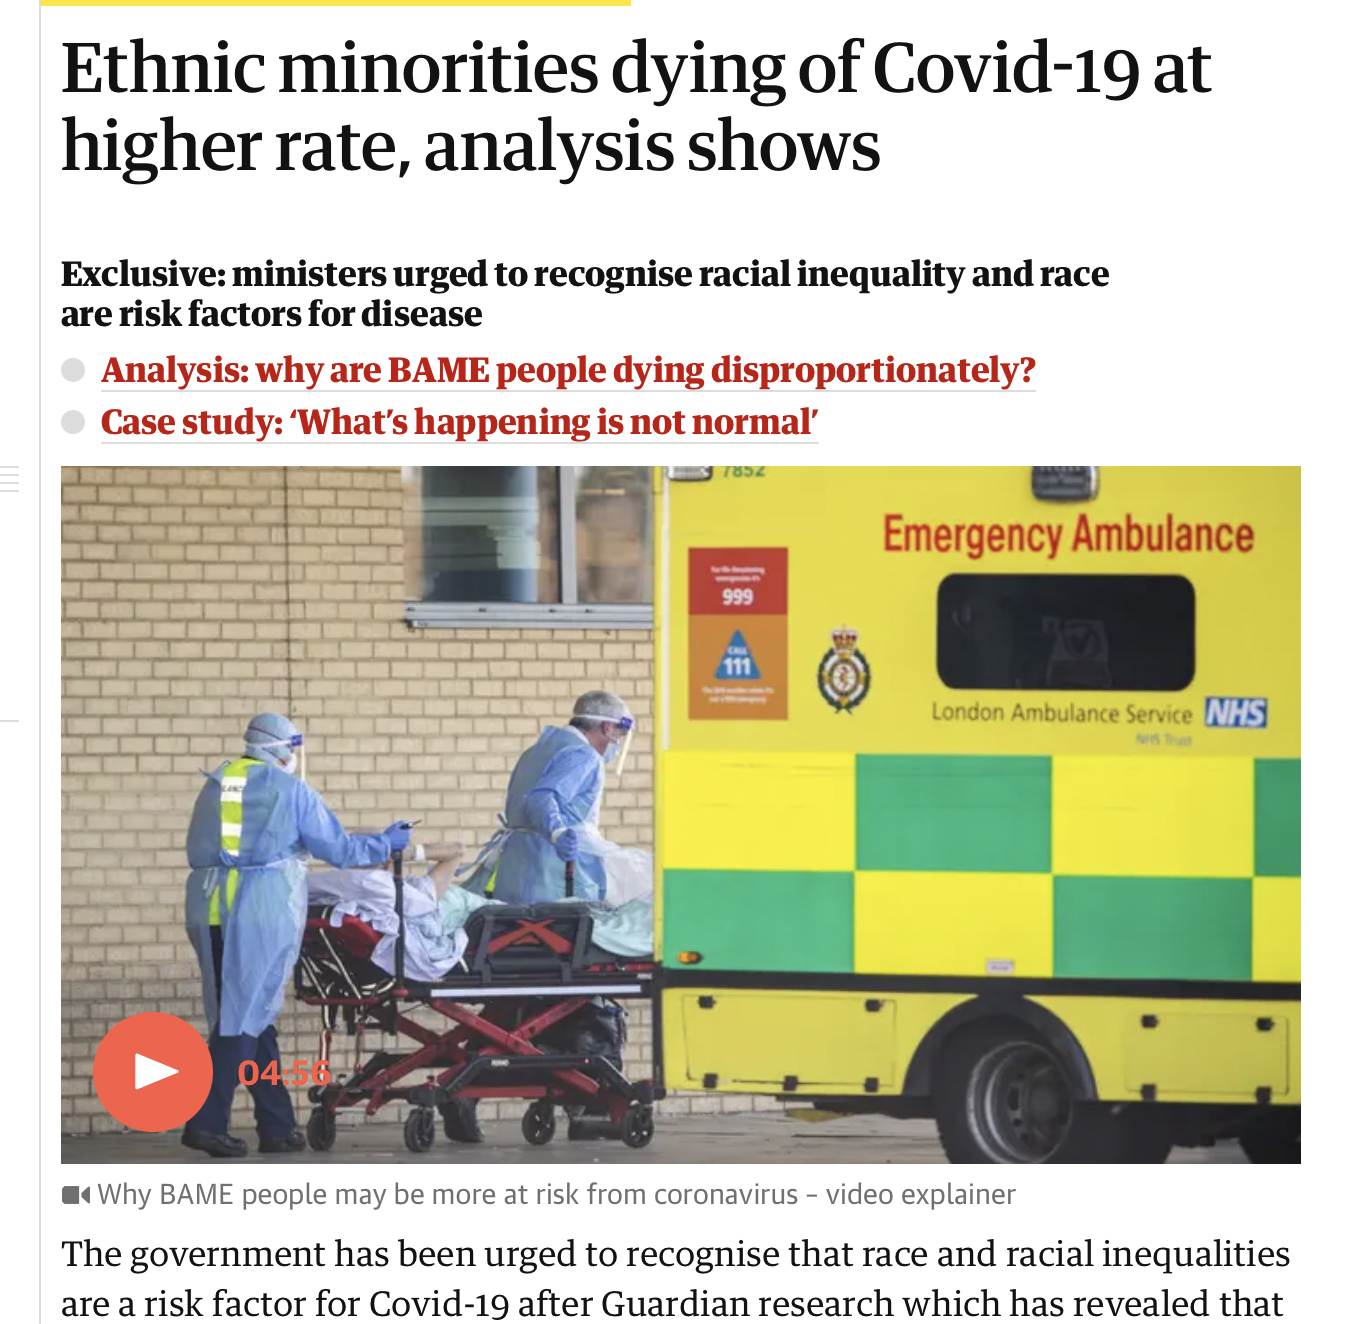 Ethnic minorities dying of Covid-19 at
higher rate, analysis shows
Exclusive: ministers urged to recognise racial inequality and race
are risk factors for disease
Analysis: why are BAME people dying disproportionately?
Case study: ‘What’s happening is not normal’
7852
Emergency Ambulance
999
CALL
111
London Ambulance Service NHS
NHS Trust
04:56
Why BAME people may be more at risk from coronavirus – video explainer
The government has been urged to recognise that race and racial inequalities
are a risk factor for Covid-19 after Guardian research which has revealed that